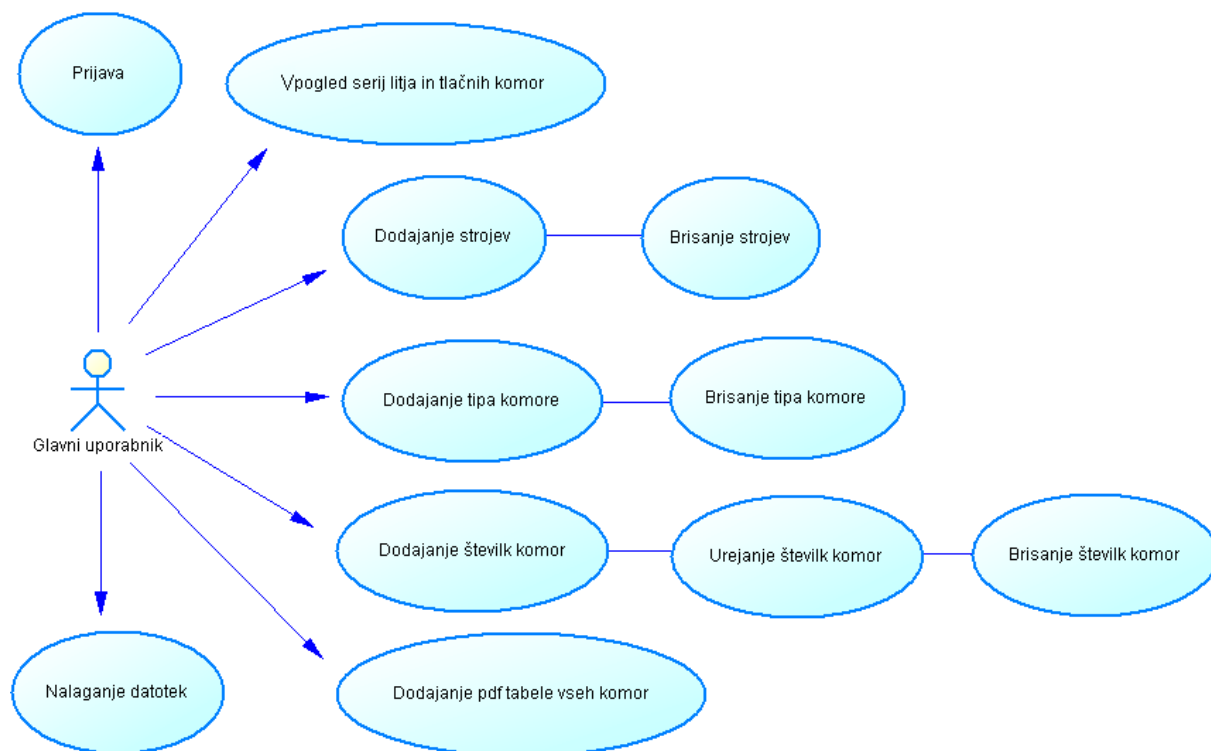 Prijava
Vpogled serij litja in tlačnih komor
Dodajanje strojev
Brisanje strojev
Dodajanje tipa komore
Brisanje tipa komore
Glavni uporabnik
Dodajanje številk komor
Urejanje številk komor
Brisanje številk komor
Nalaganje datotek
Dodajanje pdf tabele vseh komor